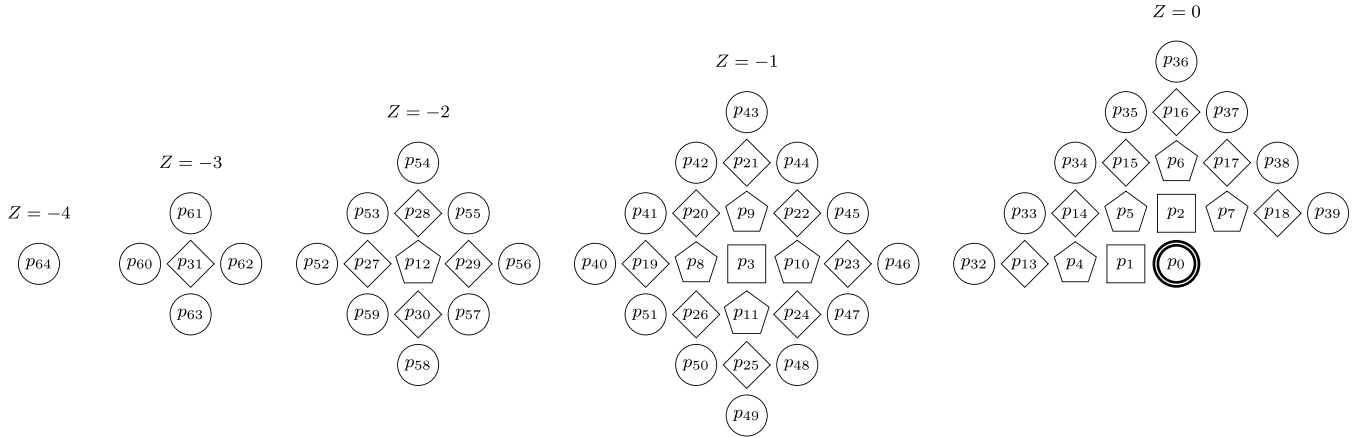 Z = 0
p36
Z = −1
p35 p16 p37
Z = −2
p43
p34 p15 p6 p17 p38
Z = −3
p54
p42 p21 p44
Z = −4
p61
p53 p28 p55
p41 p20 p9 p22 p45
p33 p14 p5 p2 p7 p18 p39
p64
p60 p31 p62
p52 p27 p12 p29 p56
p40 p19 p8 p3 p10 p23 p46
p32 p13 p4 p1 p0
p63
p59 p30 p57
p51 p26 p11 p24 p47
p58
p50 p25 p48
p49